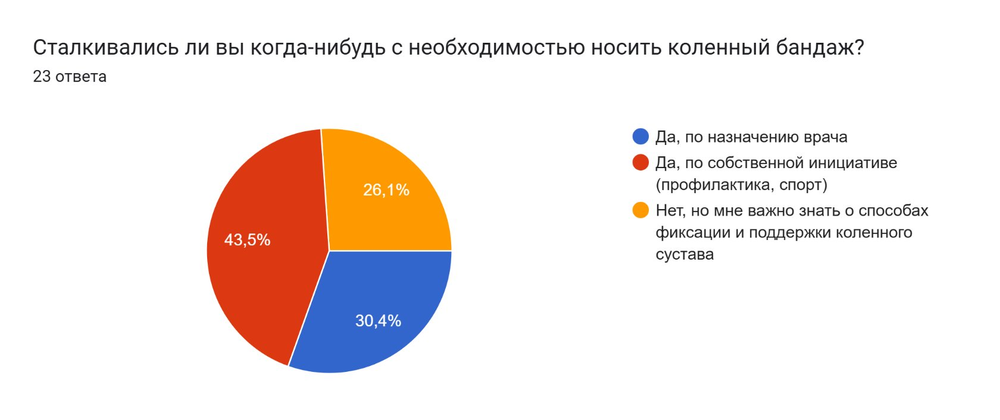 Сталкивались ли вы когда-нибудь с необходимостью носить коленный бандаж?
23 ответа
26,1%
43,5%
30,4%
Да, по назначению врача
Да, по собственной инициативе
(профилактика, спорт)
Нет, но мне важно знать о способах
фиксации и поддержки коленного
сустава